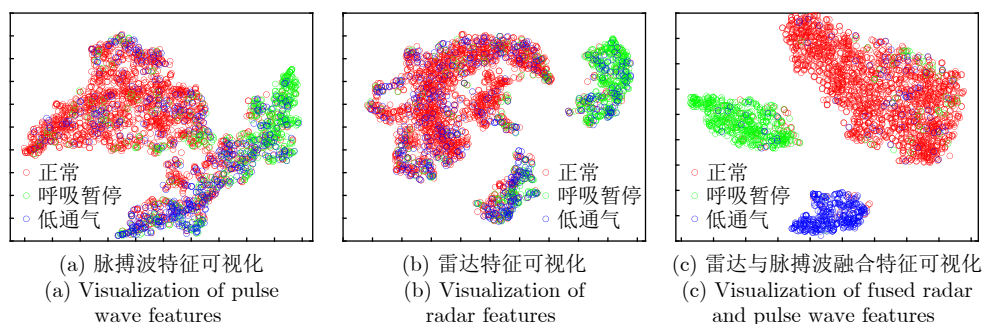 正常
呼吸暂停
低通气
正常
呼吸暂停
低通气
正常
呼吸暂停
低通气
(a) 脉搏波特征可视化
(a) Visualization of pulse
wave features
(b) 雷达特征可视化
(b) Visualization of
radar features
(c) 雷达与脉搏波融合特征可视化
(c) Visualization of fused radar
and pulse wave features